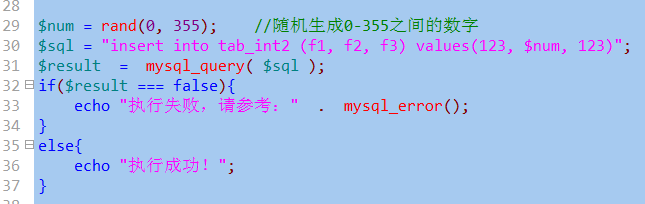 28
29 $num = rand(0, 355);    //随机生成0-355之间的数字
30 $sql = "insert into tab_int2 (f1, f2, f3) values(123, $num, 123)";
31 $result  =  mysql_query( $sql );
32 if($result === false){
33     echo "执行失败，请参考：" . mysql_error();
34 }
35 else{
36     echo "执行成功！";
37 }